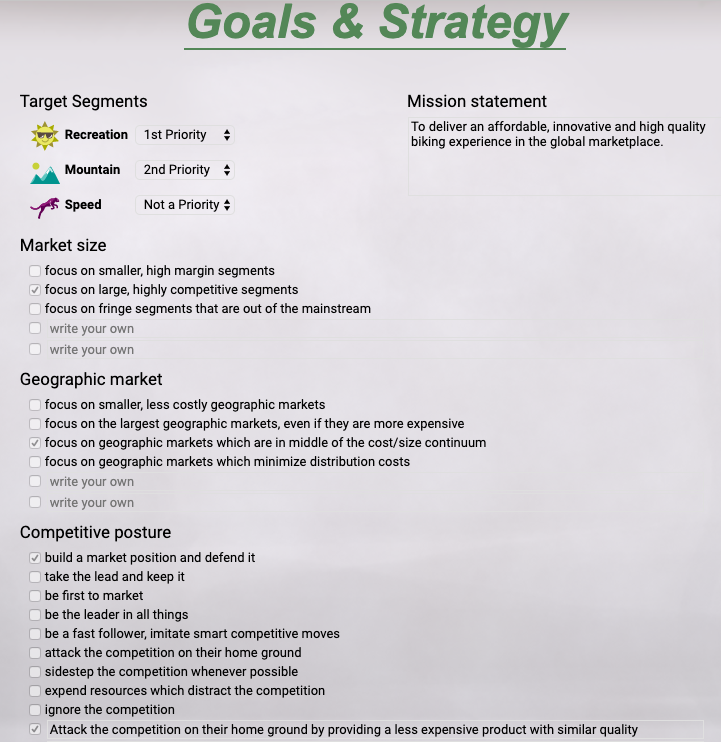 Goals & Strategy
Target Segments
Recreation 1st Priority
Mountain 2nd Priority
Speed Not a Priority
Mission statement
To deliver an affordable, innovative and high quality
biking experience in the global marketplace.
Market size
focus on smaller, high margin segments
focus on large, highly competitive segments
focus on fringe segments that are out of the mainstream
write your own
write your own
Geographic market
focus on smaller, less costly geographic markets
focus on the largest geographic markets, even if they are more expensive
focus on geographic markets which are in middle of the cost/size continuum
focus on geographic markets which minimize distribution costs
write your own
write your own
Competitive posture
build a market position and defend it
take the lead and keep it
be first to market
be the leader in all things
be a fast follower, imitate smart competitive moves
attack the competition on their home ground
sidestep the competition whenever possible
expend resources which distract the competition
ignore the competition
Attack the competition on their home ground by providing a less expensive product with similar quality